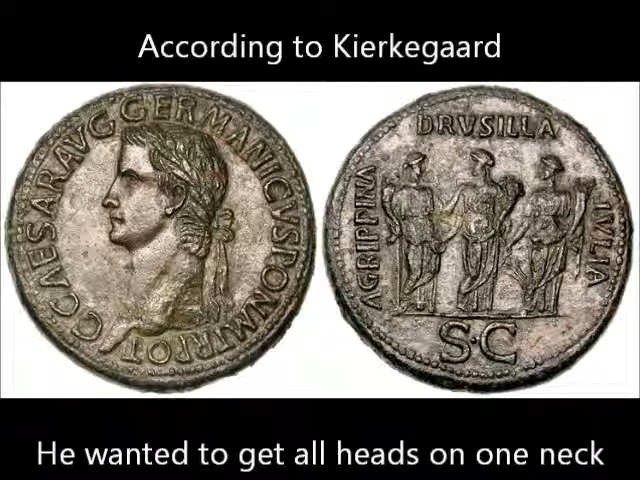 According to Kierkegaard
C CAESAR AVG GERMANICVS PON M TR POT
AGRIPPINA
DRVSILLA
IVLIA
S·C
He wanted to get all heads on one neck